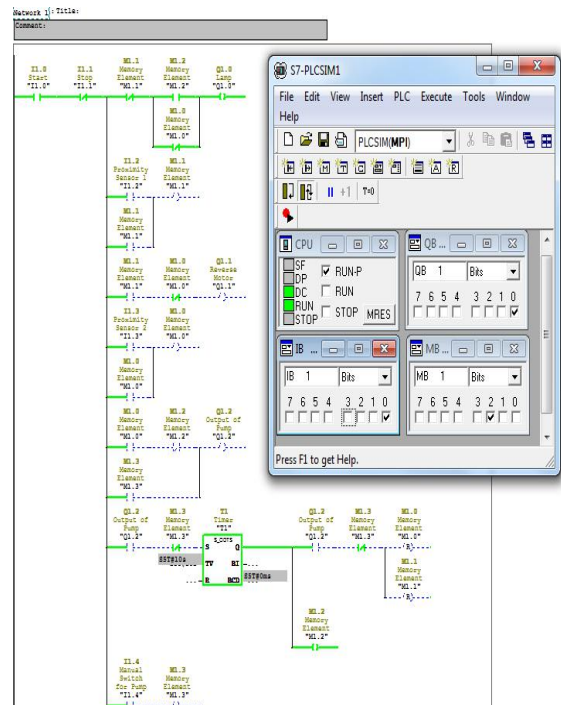 Network 1: Title:
Comment:
I1.0 I1.1 M1.1 M1.2 Q1.0
Start Stop Memory Memory Lamp
"I1.0" "I1.1" Element Element "Q1.0"
"M1.1" "M1.2"
M1.0
Memory
Element
"M1.0"
I1.2 M1.1
Proximity Memory
Sensor 1 Element
"I1.2" "M1.1"
M1.1
Memory
Element
"M1.1"
M1.1 M1.0 Q1.1
Memory Memory Reverse
Element Element Motor
"M1.1" "M1.0" "Q1.1"
I1.3 M1.0
Proximity Memory
Sensor 2 Element
"I1.3" "M1.0"
M1.0
Memory
Element
"M1.0"
M1.0 M1.2 Q1.2
Memory Memory Output of
Element Element Pump
"M1.0" "M1.2" "Q1.2"
M1.3
Memory
Element
"M1.3"
Q1.2 M1.3 T1 Q1.2 M1.3 M1.0
Output of Memory Timer Output of Memory Memory
Pump Element "T1" Pump Element Element
"Q1.2" "M1.3" "Q1.2" "M1.3" "M1.0"
S Q (R)
S5T#10s TV BI
R BCD S5T#0ms
M1.1
Memory
Element
"M1.1"
(R)
M1.2
Memory
Element
"M1.2"
I1.4
Manual M1.3
Switch Memory
for Pump Element
"I1.4" "M1.3"
S7-PLCSIM1
File Edit View Insert PLC Execute Tools Window
Help
PLCSIM(MPI)
+1 T=0
CPU
SF
DP
DC
RUN
STOP
RUN-P
RUN
STOP MRES
QB ...
QB 1 Bits
7 6 5 4 3 2 1 0
IB ...
IB 1 Bits
7 6 5 4 3 2 1 0
MB ...
MB 1 Bits
7 6 5 4 3 2 1 0
Press F1 to get Help.